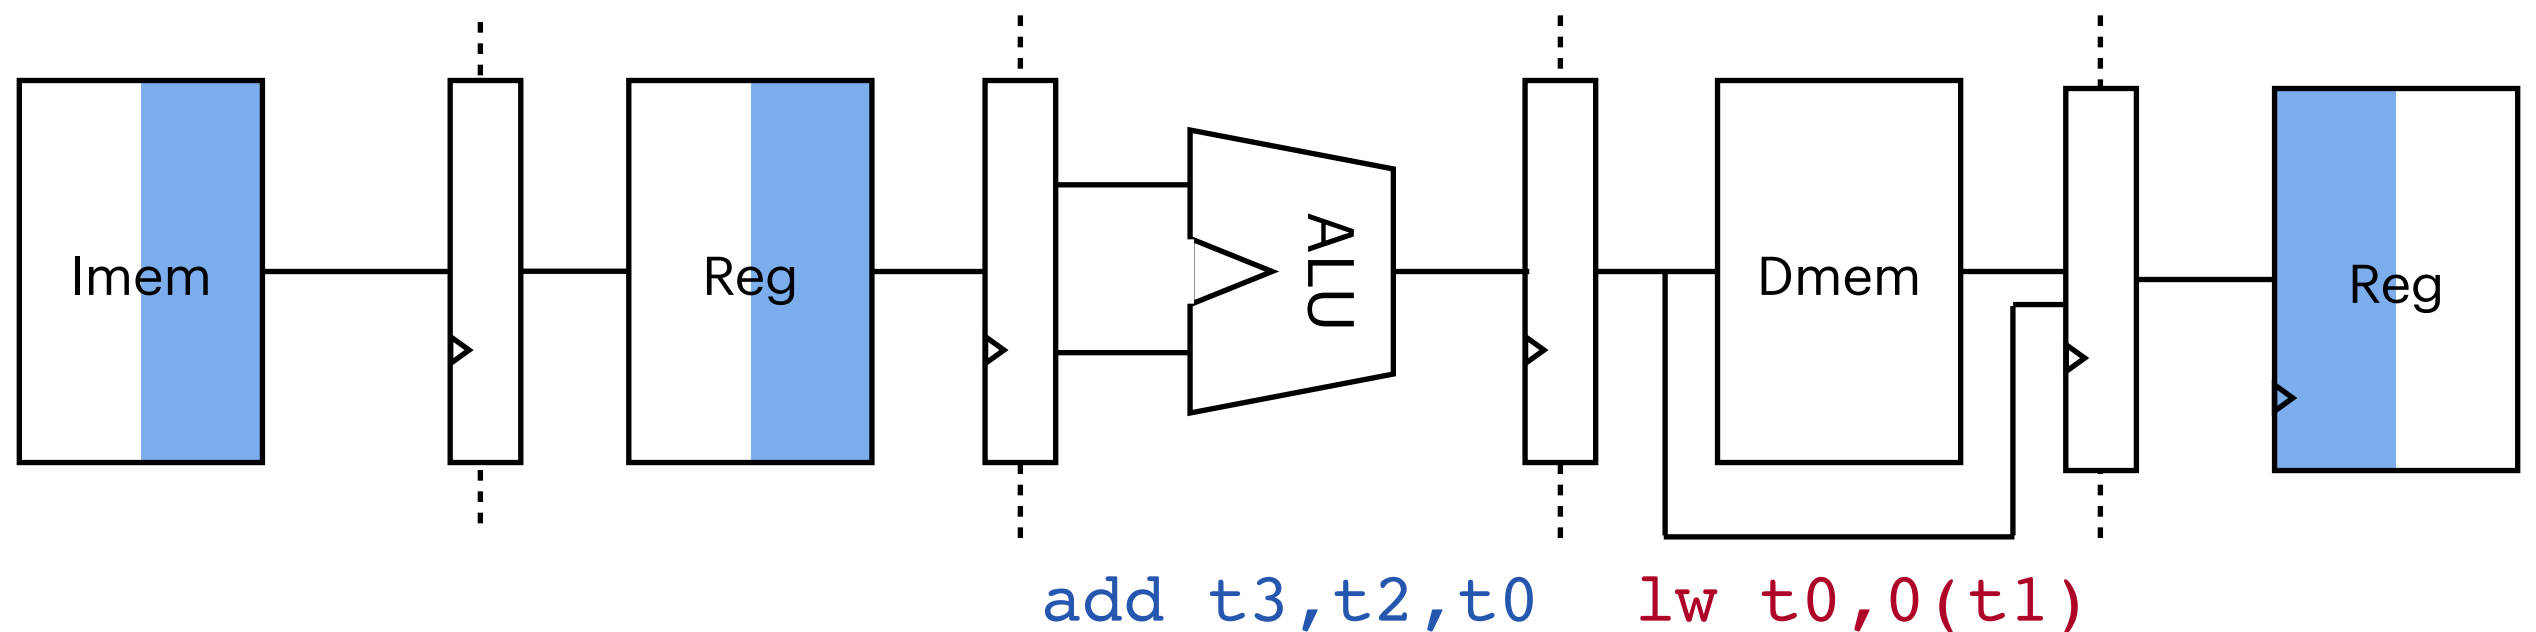 Imem Reg ALU Dmem Reg
add t3,t2,t0 lw t0,0(t1)